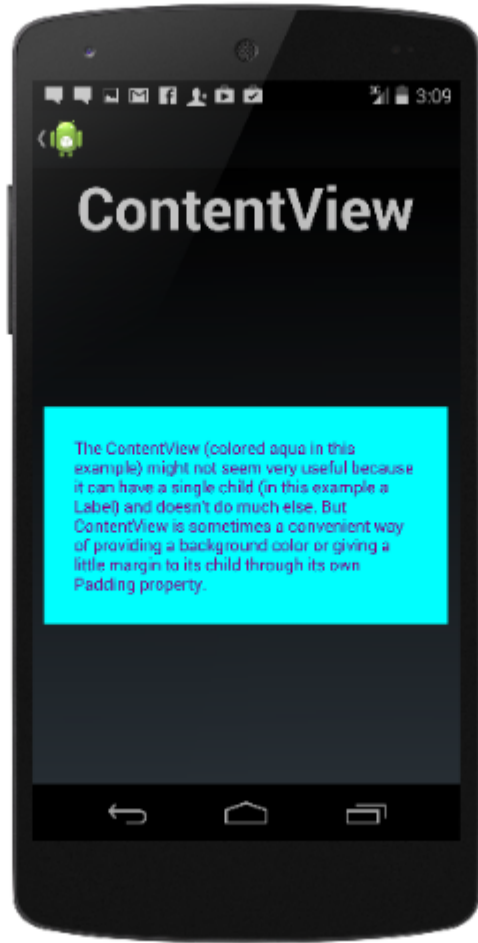 3G 3:09
ContentView
The ContentView (colored aqua in this
example) might not seem very useful because
it can have a single child (in this example a
Label) and doesn't do much else. But
ContentView is sometimes a convenient way
of providing a background color or giving a
little margin to its child through its own
Padding property.